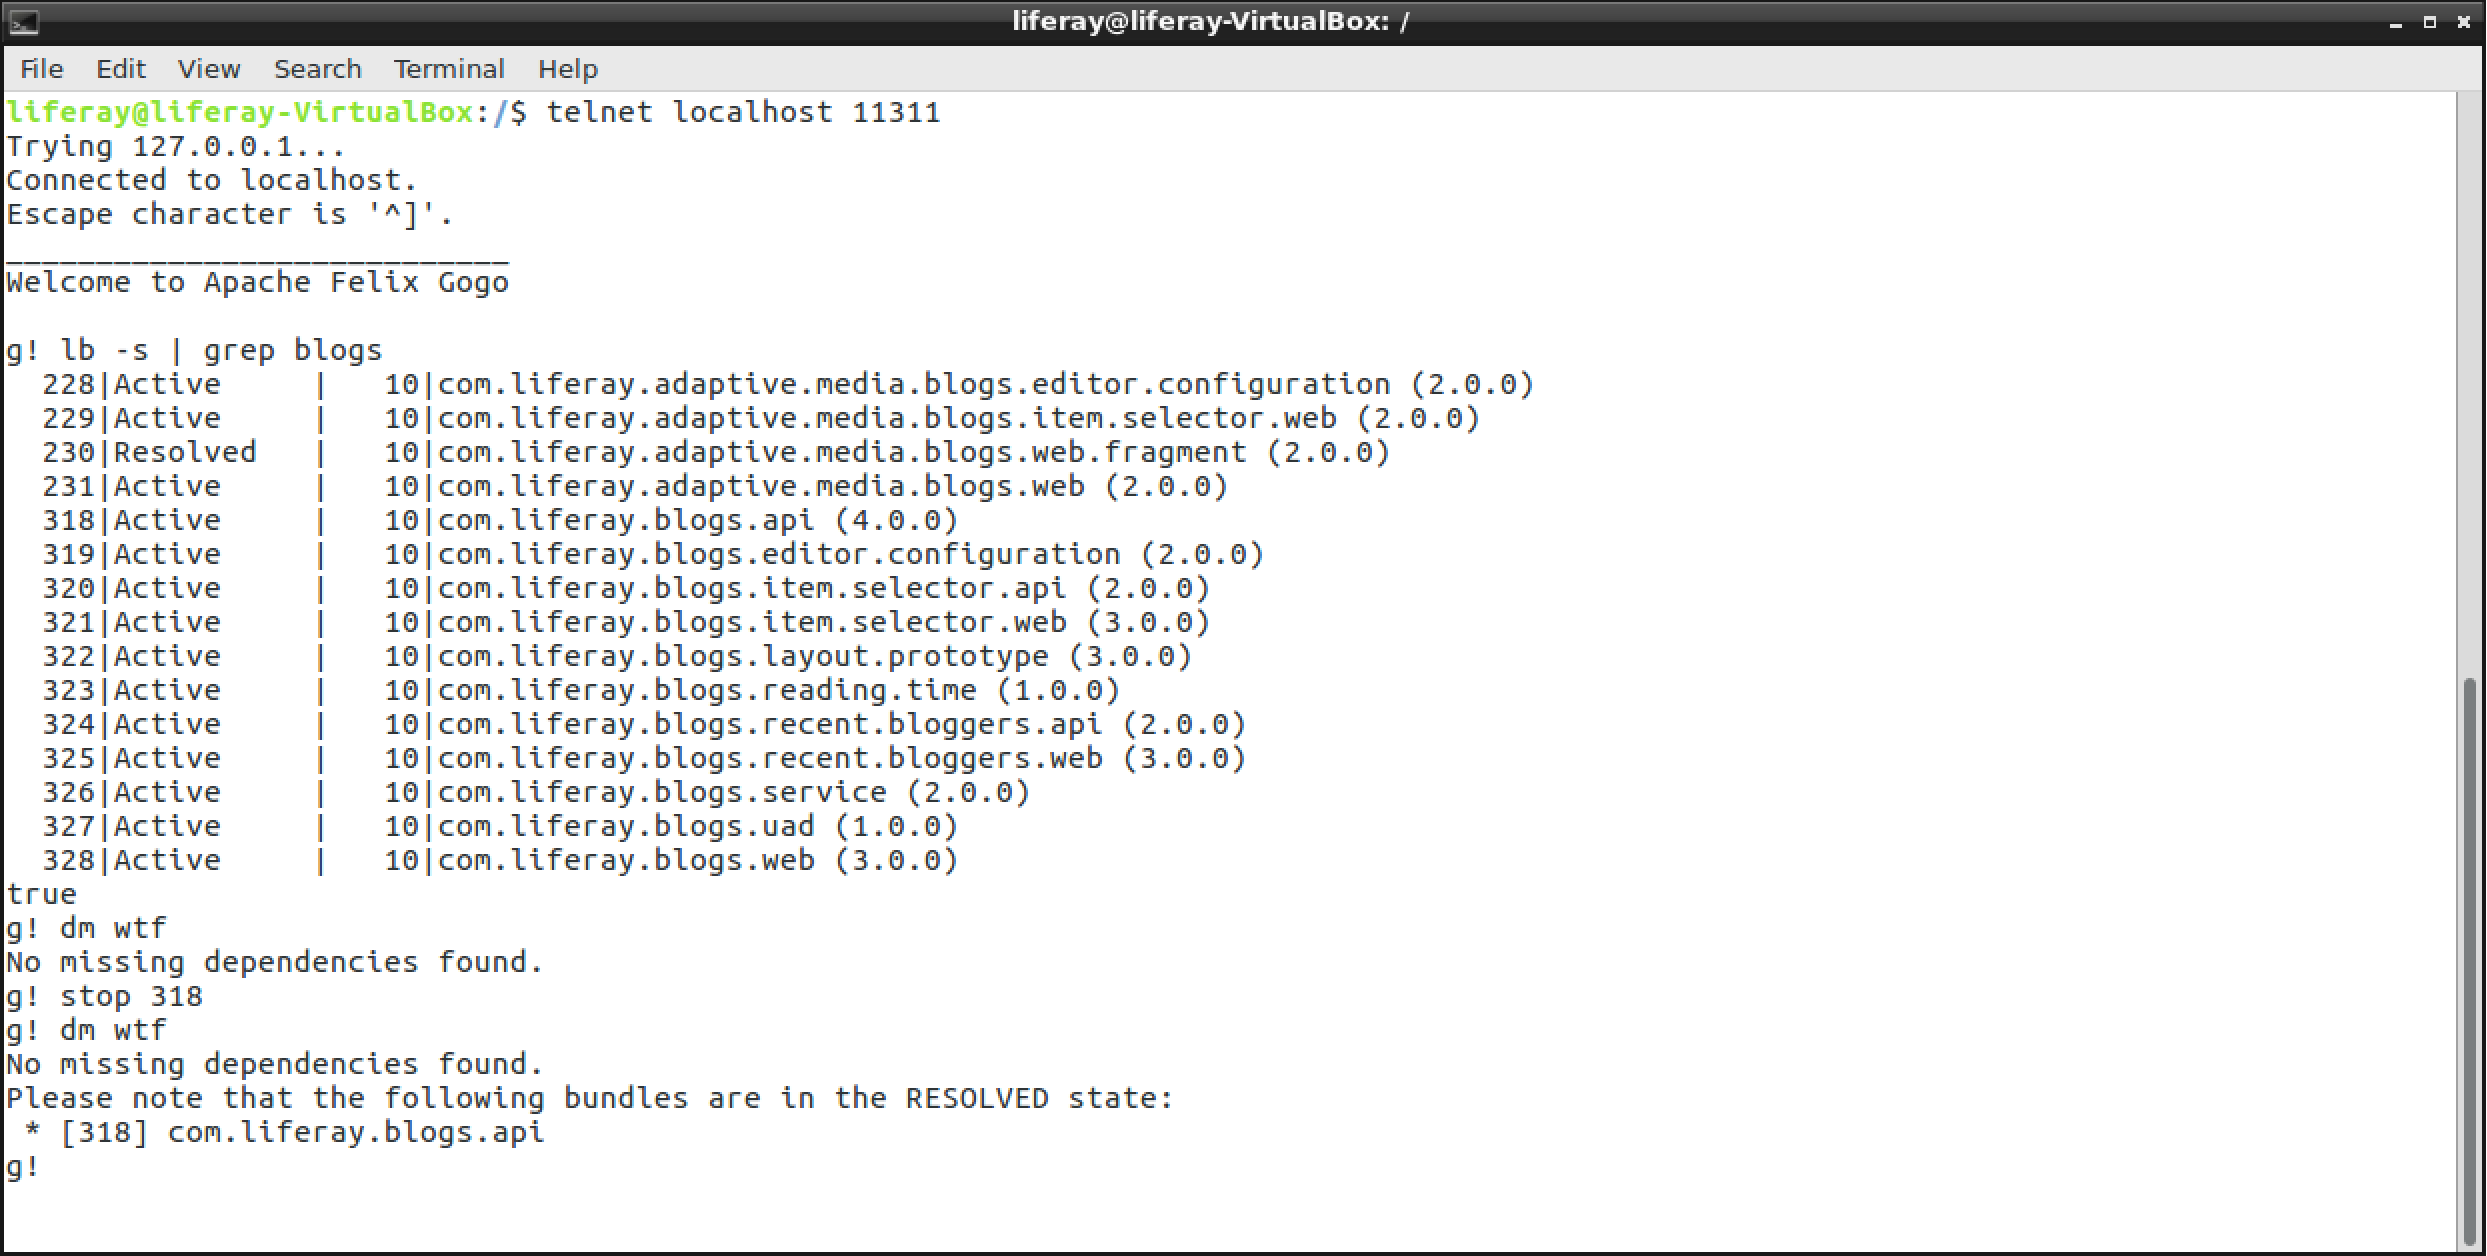 liferay@liferay-VirtualBox: /
File Edit View Search Terminal Help
liferay@liferay-VirtualBox:/$ telnet localhost 11311
Trying 127.0.0.1...
Connected to localhost.
Escape character is '^]'.
____________________________
Welcome to Apache Felix Gogo

g! lb -s | grep blogs
  228|Active     |   10|com.liferay.adaptive.media.blogs.editor.configuration (2.0.0)
  229|Active     |   10|com.liferay.adaptive.media.blogs.item.selector.web (2.0.0)
  230|Resolved   |   10|com.liferay.adaptive.media.blogs.web.fragment (2.0.0)
  231|Active     |   10|com.liferay.adaptive.media.blogs.web (2.0.0)
  318|Active     |   10|com.liferay.blogs.api (4.0.0)
  319|Active     |   10|com.liferay.blogs.editor.configuration (2.0.0)
  320|Active     |   10|com.liferay.blogs.item.selector.api (2.0.0)
  321|Active     |   10|com.liferay.blogs.item.selector.web (3.0.0)
  322|Active     |   10|com.liferay.blogs.layout.prototype (3.0.0)
  323|Active     |   10|com.liferay.blogs.reading.time (1.0.0)
  324|Active     |   10|com.liferay.blogs.recent.bloggers.api (2.0.0)
  325|Active     |   10|com.liferay.blogs.recent.bloggers.web (3.0.0)
  326|Active     |   10|com.liferay.blogs.service (2.0.0)
  327|Active     |   10|com.liferay.blogs.uad (1.0.0)
  328|Active     |   10|com.liferay.blogs.web (3.0.0)
true
g! dm wtf
No missing dependencies found.
g! stop 318
g! dm wtf
No missing dependencies found.
Please note that the following bundles are in the RESOLVED state:
 * [318] com.liferay.blogs.api
g!